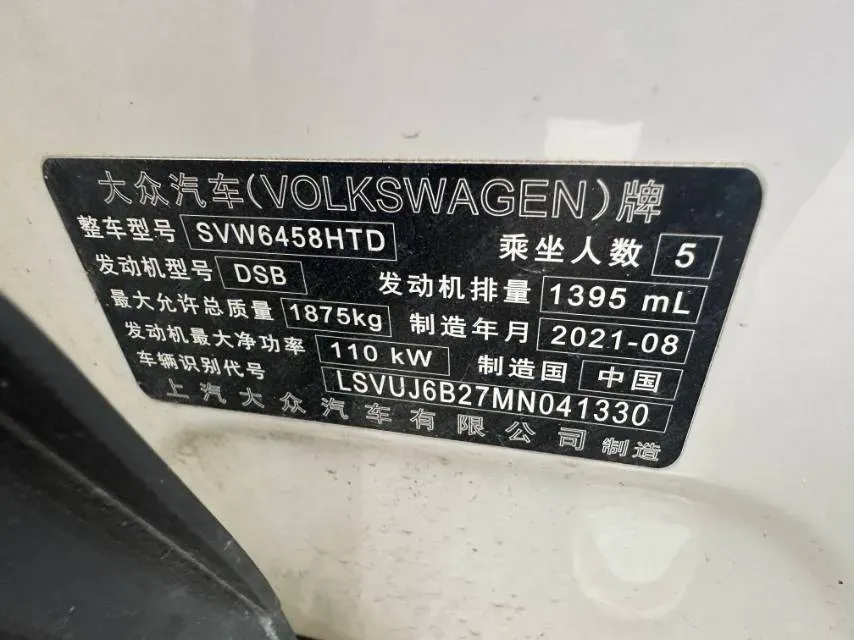 大众汽车(VOLKSWAGEN)牌
整车型号 SVW6458HTD 乘坐人数 5
发动机型号 DSB 发动机排量 1395 mL
最大允许总质量 1875kg 制造年月 2021-08
发动机最大净功率 110 kW 制造国 中国
车辆识别代号 LSVUJ6B27MN041330
上汽大众汽车有限公司制造